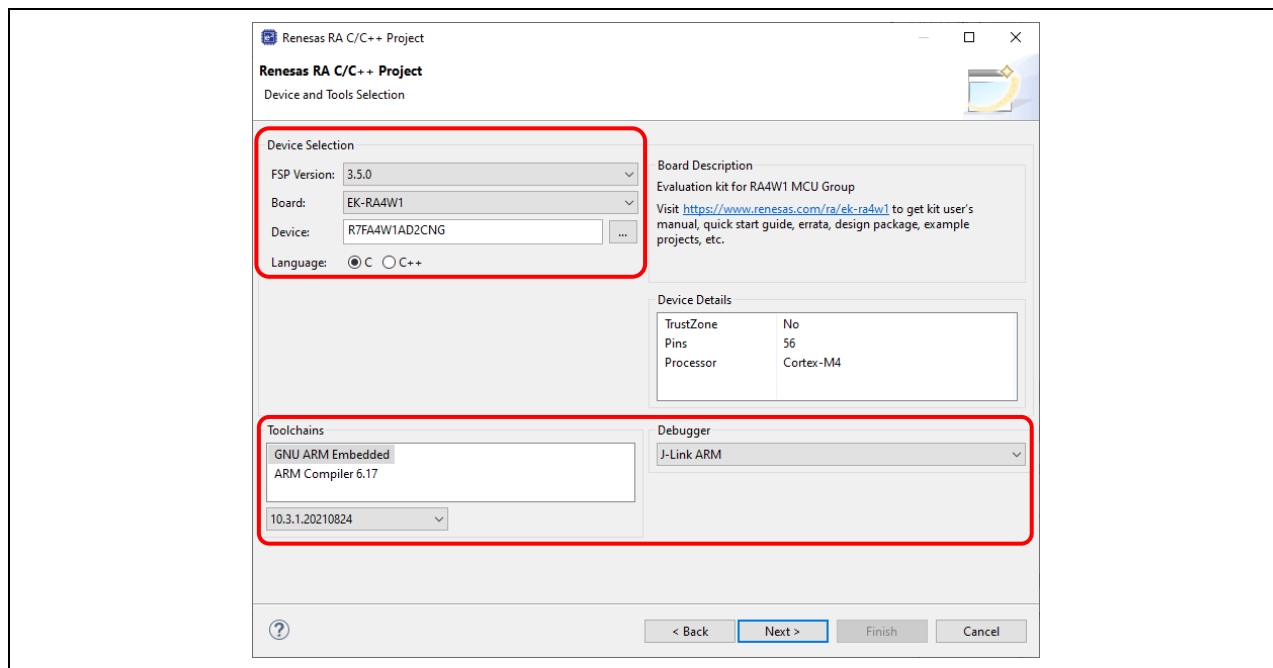 Renesas RA C/C++ Project
Renesas RA C/C++ Project
Device and Tools Selection
Device Selection
FSP Version: 3.5.0
Board: EK-RA4W1
Device: R7FA4W1AD2CNG ...
Language: C C++
Board Description
Evaluation kit for RA4W1 MCU Group
Visit https://www.renesas.com/ra/ek-ra4w1 to get kit user's
manual, quick start guide, errata, design package, example
projects, etc.
Device Details
TrustZone No
Pins 56
Processor Cortex-M4
Toolchains
GNU ARM Embedded
ARM Compiler 6.17
10.3.1.20210824
Debugger
J-Link ARM
? < Back Next > Finish Cancel